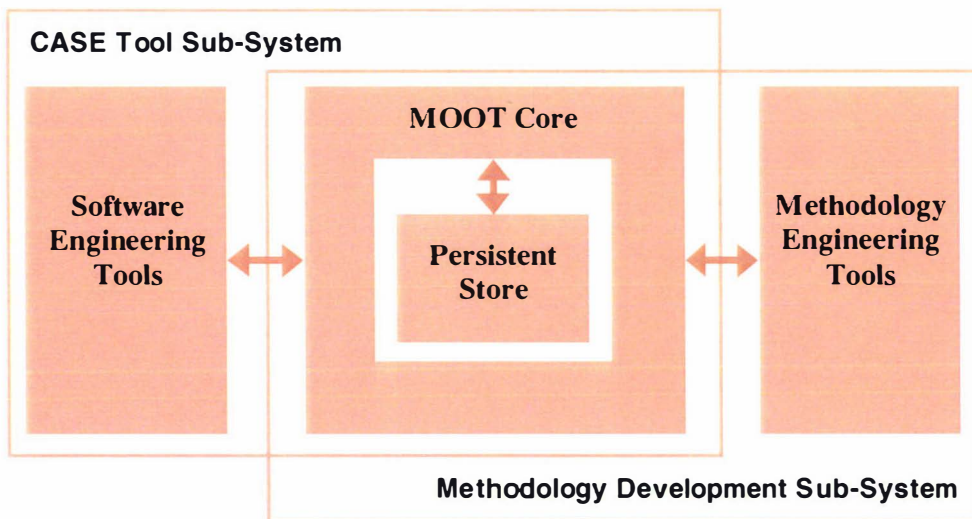 CASE Tool Sub-System
MOOT Core
Software
Engineering
Tools
Persistent
Store
Methodology
Engineering
Tools
Methodology Development Sub-System